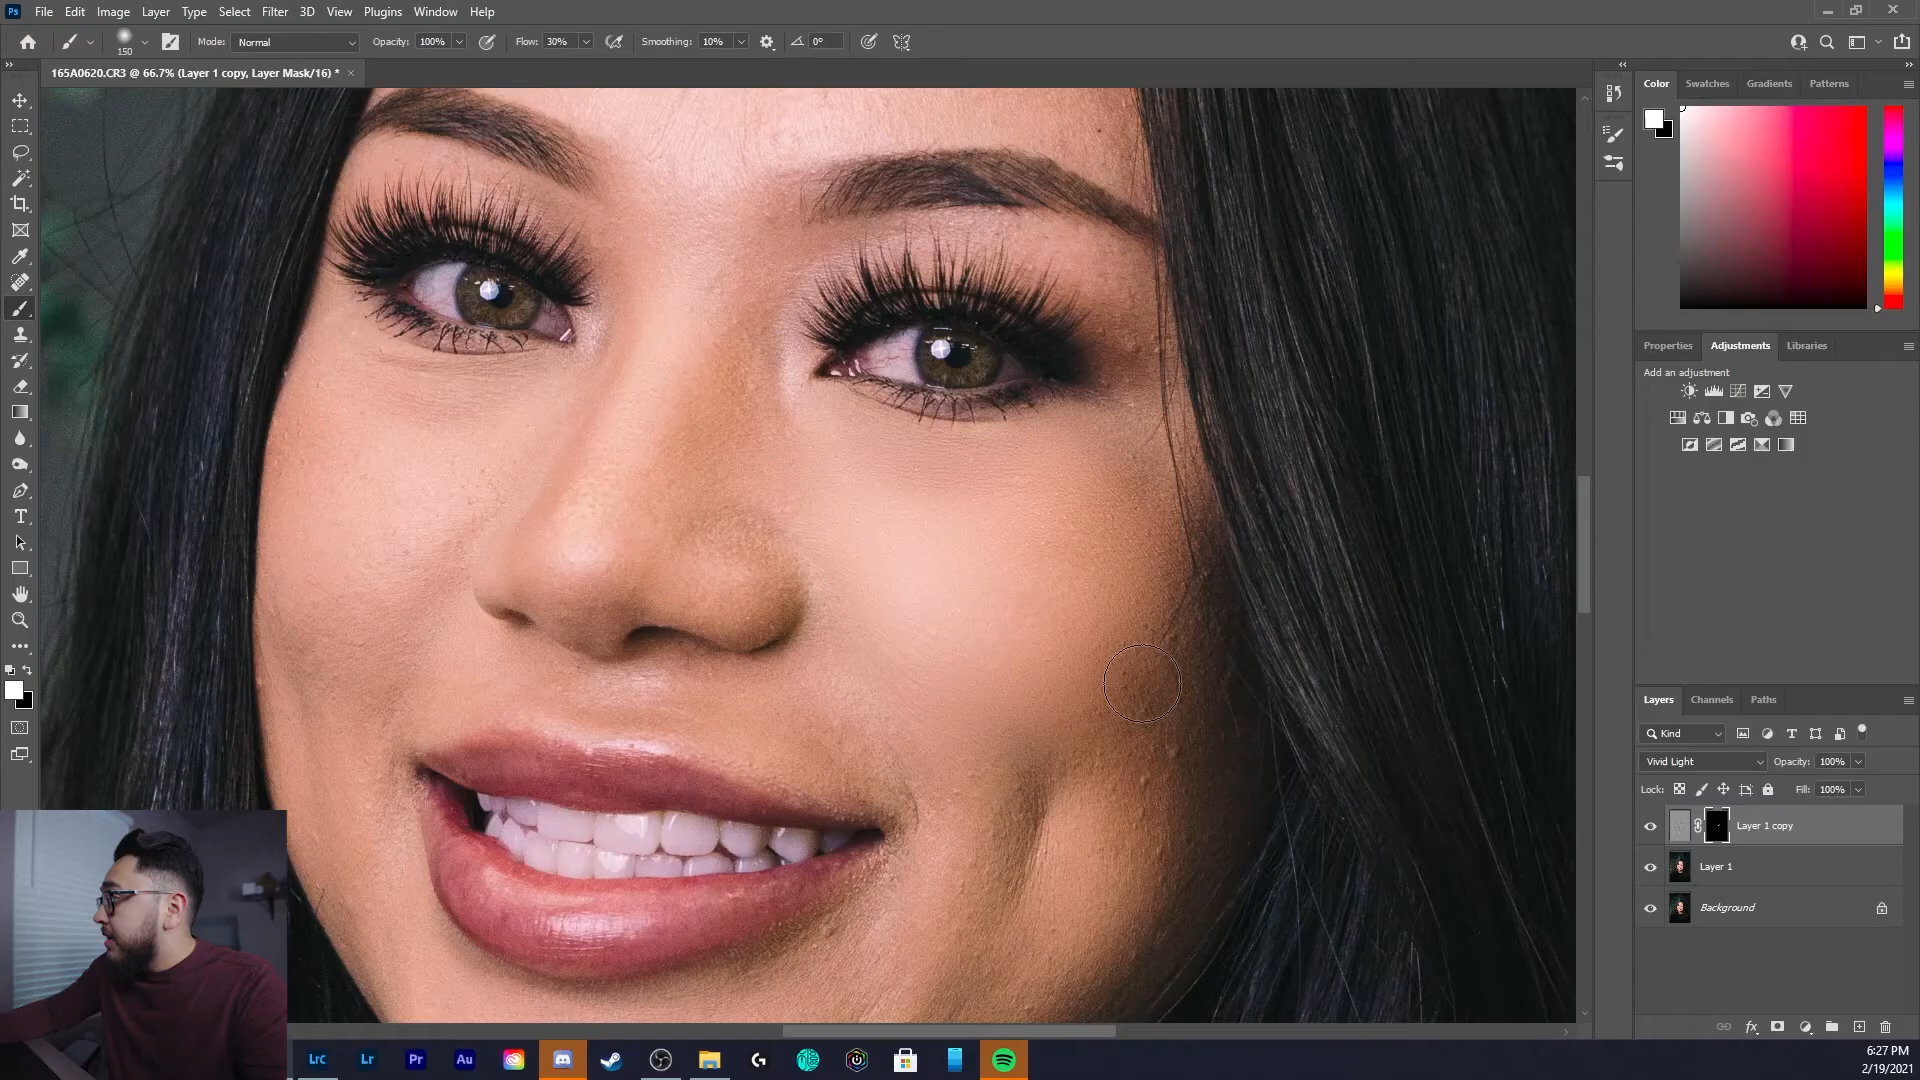 Ps File Edit Image Layer Type Select Filter 3D View Plugins Window Help
150 Mode: Normal Opacity: 100% Flow: 30% Smoothing: 10% 0°
165A0620.CR3 @ 66.7% (Layer 1 copy, Layer Mask/16) *
Color Swatches Gradients Patterns
Properties Adjustments Libraries
Add an adjustment
Layers Channels Paths
Kind
Vivid Light Opacity: 100%
Lock: Fill: 100%
Layer 1 copy
Layer 1
Background
LrC Lr Pr Au
6:27 PM
2/19/2021